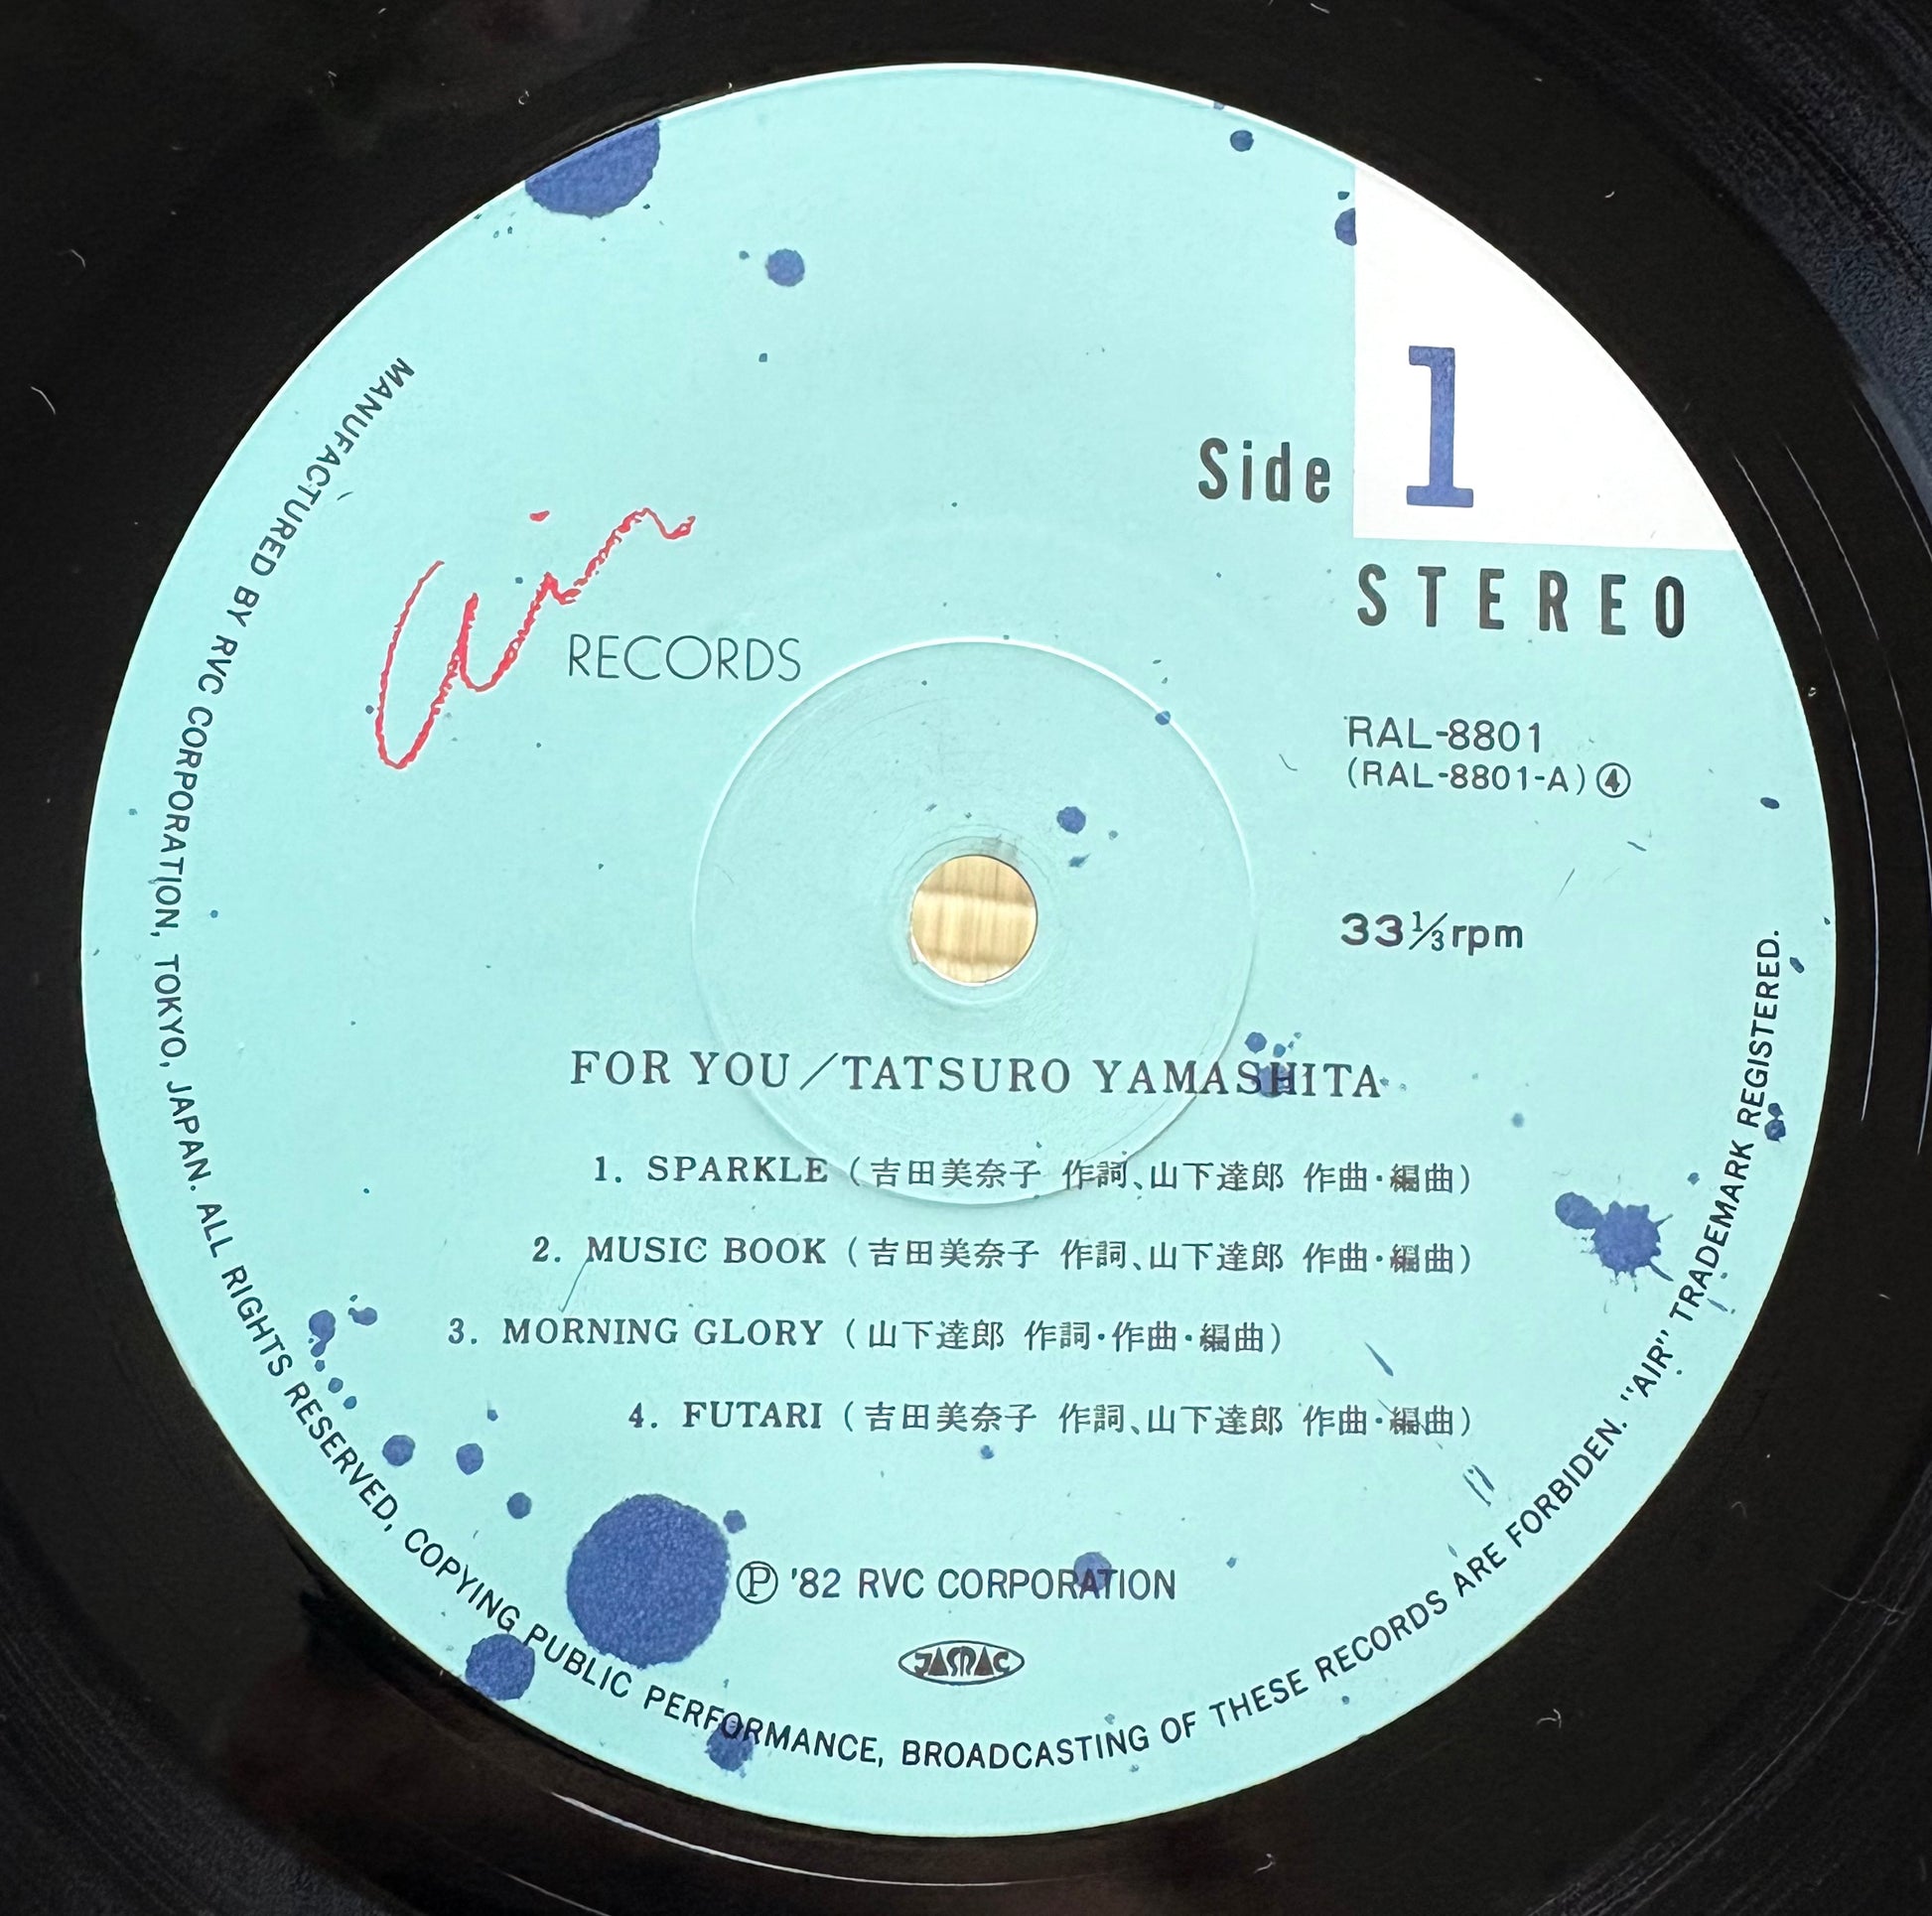 Side 1
STEREO
Air
RECORDS
RAL-8801
(RAL-8801-A)④
33⅓rpm
FOR YOU/TATSURO YAMASHITA
1. SPARKLE (吉田美奈子 作詞、山下達郎 作曲・編曲)
2. MUSIC BOOK (吉田美奈子 作詞、山下達郎 作曲・編曲)
3. MORNING GLORY (山下達郎 作詞・作曲・編曲)
4. FUTARI (吉田美奈子 作詞、山下達郎 作曲・編曲)
Ⓟ '82 RVC CORPORATION
JASRAC
MANUFACTURED BY RVC CORPORATION, TOKYO, JAPAN. ALL RIGHTS RESERVED, COPYING PUBLIC PERFORMANCE, BROADCASTING OF THESE RECORDS ARE FORBIDEN. "AIR" TRADEMARK REGISTERED.